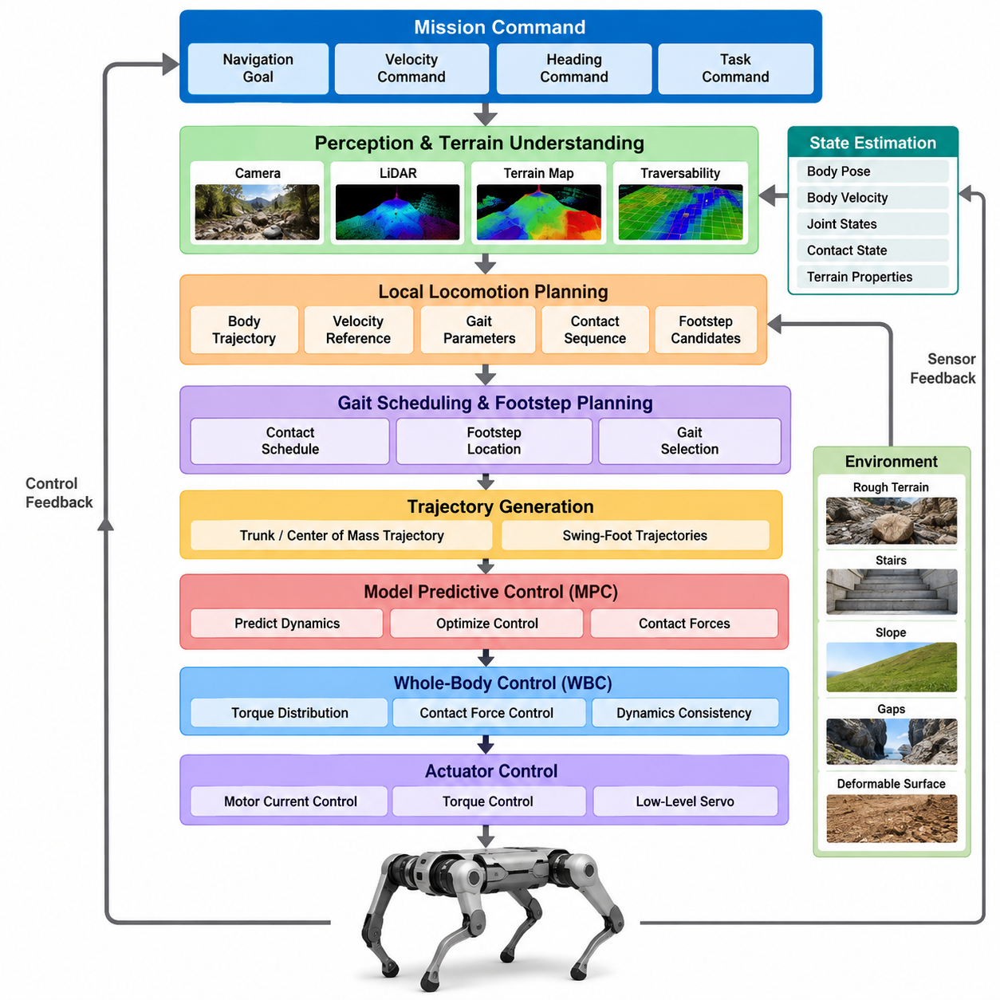 Mission Command
Navigation
Goal
Velocity
Command
Heading
Command
Task
Command
Perception & Terrain Understanding
Camera
LiDAR
Terrain Map
Traversability
State Estimation
Body Pose
Body Velocity
Joint States
Contact State
Terrain Properties
Local Locomotion Planning
Body
Trajectory
Velocity
Reference
Gait
Parameters
Contact
Sequence
Footstep
Candidates
Sensor
Feedback
Gait Scheduling & Footstep Planning
Contact
Schedule
Footstep
Location
Gait
Selection
Environment
Rough Terrain
Stairs
Slope
Gaps
Deformable Surface
Control
Feedback
Trajectory Generation
Trunk / Center of Mass Trajectory
Swing-Foot Trajectories
Model Predictive Control (MPC)
Predict Dynamics
Optimize Control
Contact Forces
Whole-Body Control (WBC)
Torque Distribution
Contact Force Control
Dynamics Consistency
Actuator Control
Motor Current Control
Torque Control
Low-Level Servo